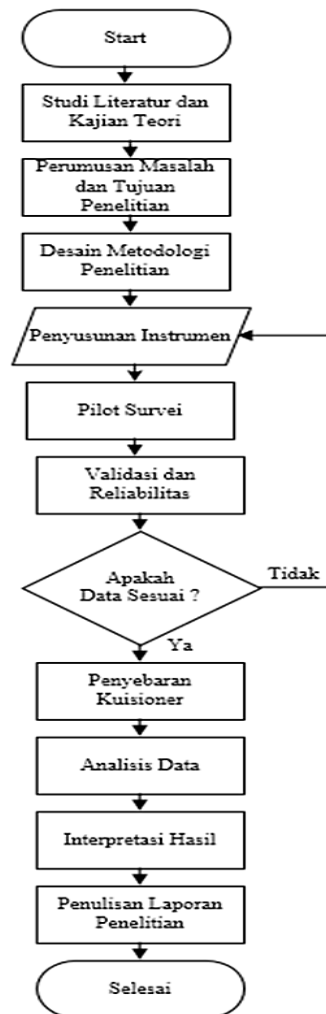 Start
Studi Literatur dan
Kajian Teori
Perumusan Masalah
dan Tujuan
Penelitian
Desain Metodologi
Penelitian
Penyusunan Instrumen
Pilot Survei
Validasi dan
Reliabilitas
Apakah
Data Sesuai ?
Tidak
Ya
Penyebaran
Kuisioner
Analisis Data
Interpretasi Hasil
Penulisan Laporan
Penelitian
Selesai